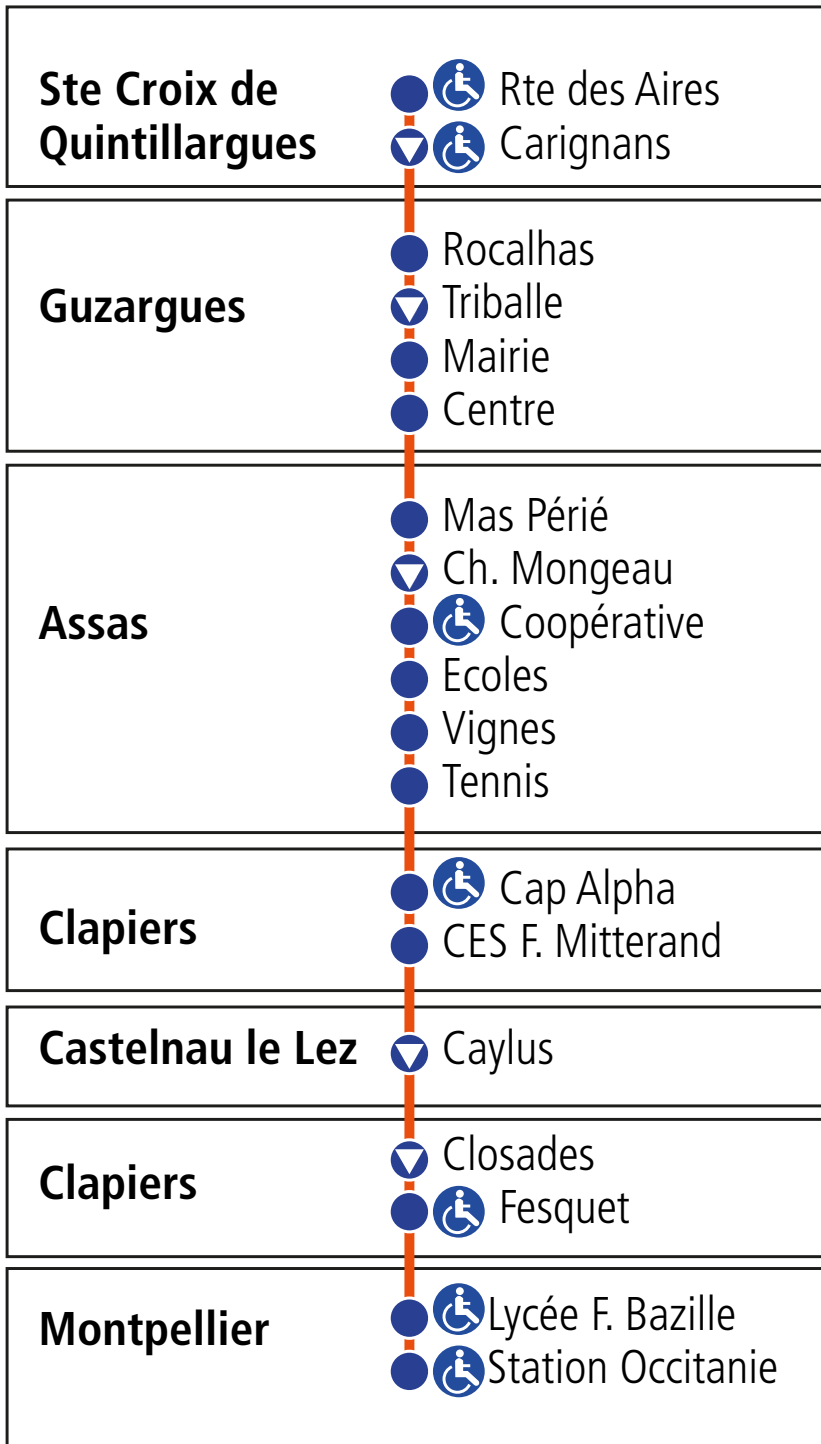 Ste Croix de
Quintillargues
Rte des Aires
Carignans
Guzargues
Rocalhas
Triballe
Mairie
Centre
Assas
Mas Périé
Ch. Mongeau
Coopérative
Ecoles
Vignes
Tennis
Clapiers
Cap Alpha
CES F. Mitterand
Castelnau le Lez
Caylus
Clapiers
Closades
Fesquet
Montpellier
Lycée F. Bazille
Station Occitanie